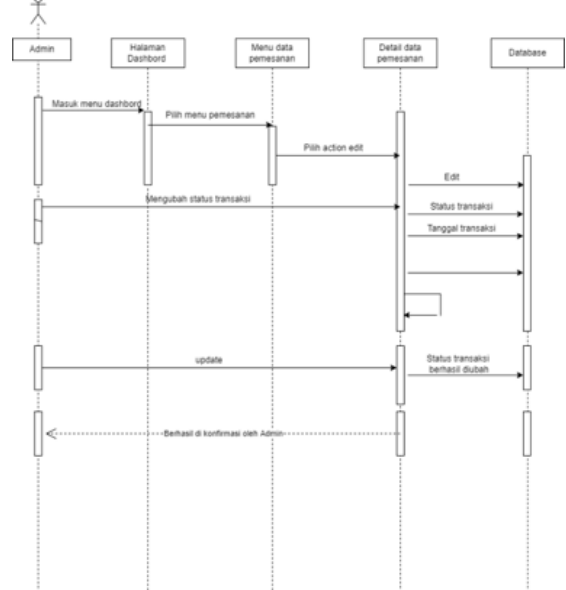 Admin
Halaman
Dashbord
Menu data
pemesanan
Detail data
pemesanan
Database
Masuk menu dashbord
Pilih menu pemesanan
Pilih action edit
Edit
Mengubah status transaksi
Status transaksi
Tanggal transaksi
update
Status transaksi
berhasil diubah
Berhasil di konfirmasi oleh Admin